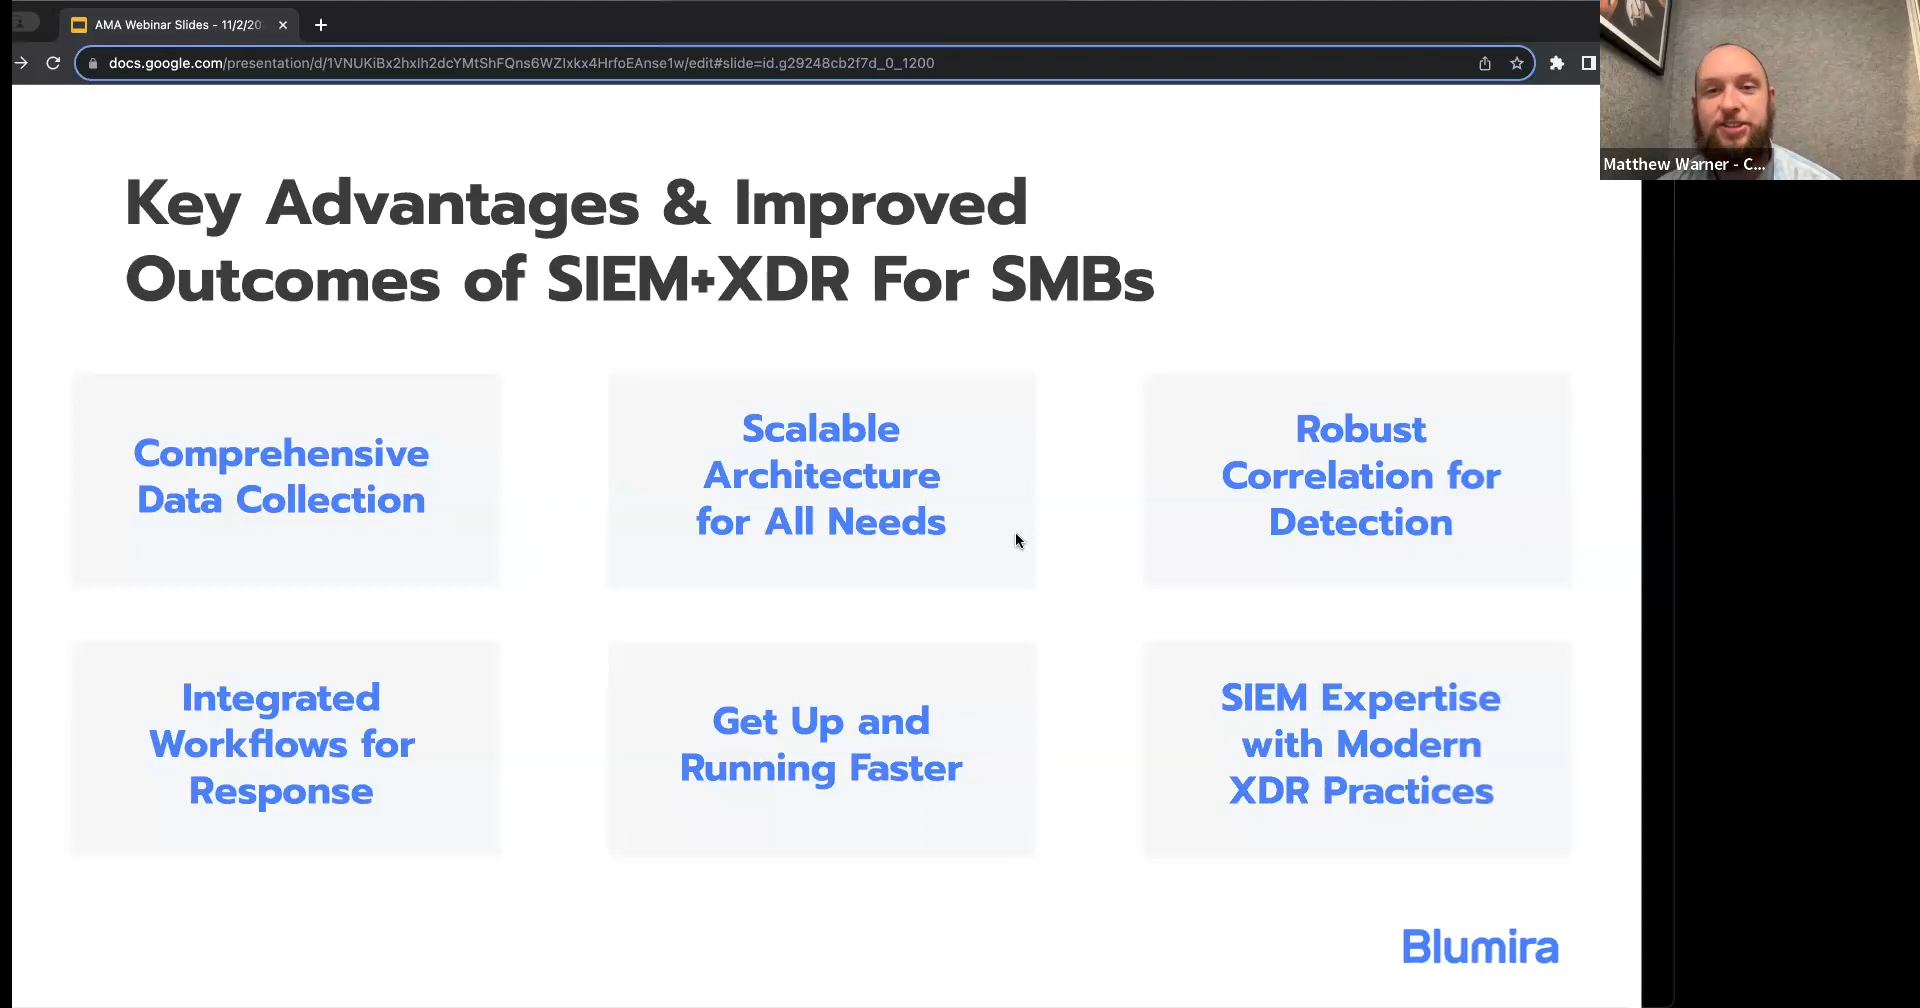 AMA Webinar Slides - 11/2/20
docs.google.com/presentation/d/1VNUKiBx2hxlh2dcYMtShFQns6WZIxkx4HrfoEAnse1w/edit#slide=id.g29248cb2f7d_0_1200
Matthew Warner - C...
Key Advantages & Improved
Outcomes of SIEM+XDR For SMBs
Comprehensive
Data Collection
Scalable
Architecture
for All Needs
Robust
Correlation for
Detection
Integrated
Workflows for
Response
Get Up and
Running Faster
SIEM Expertise
with Modern
XDR Practices
Blumira